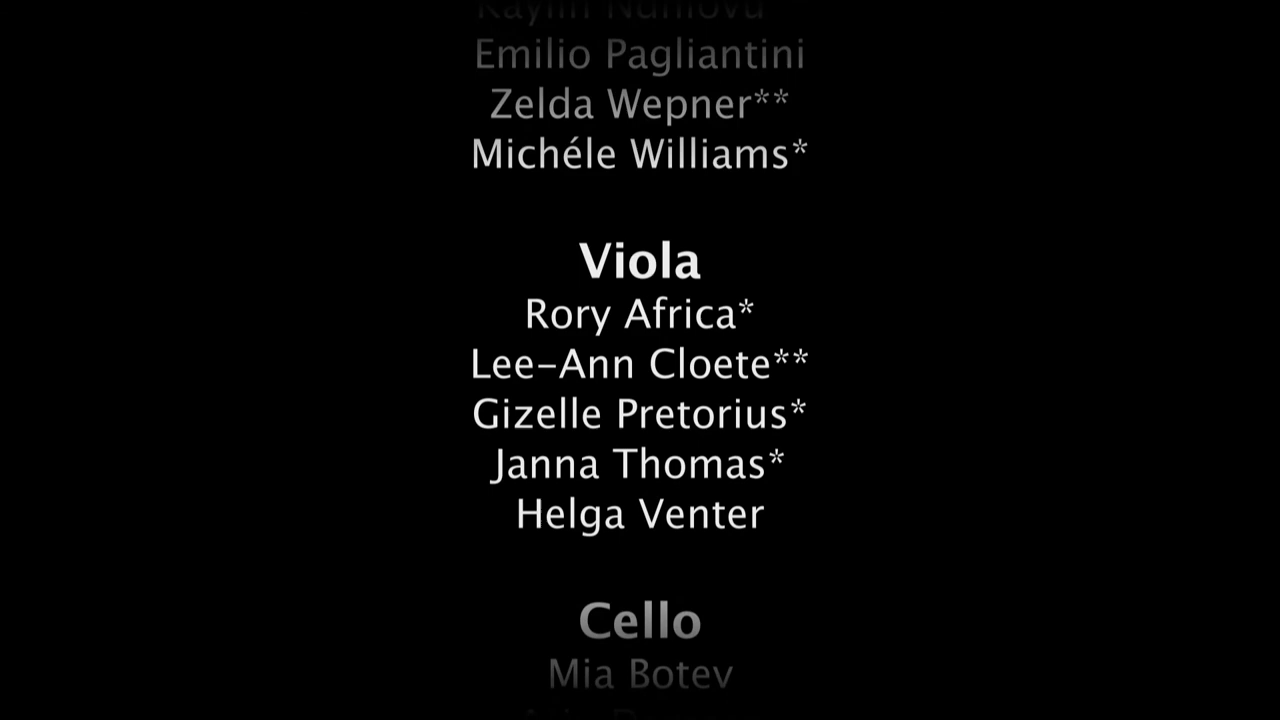 Emilio Pagliantini
Zelda Wepner**
Michéle Williams*
Viola
Rory Africa*
Lee-Ann Cloete**
Gizelle Pretorius*
Janna Thomas*
Helga Venter
Cello
Mia Botev